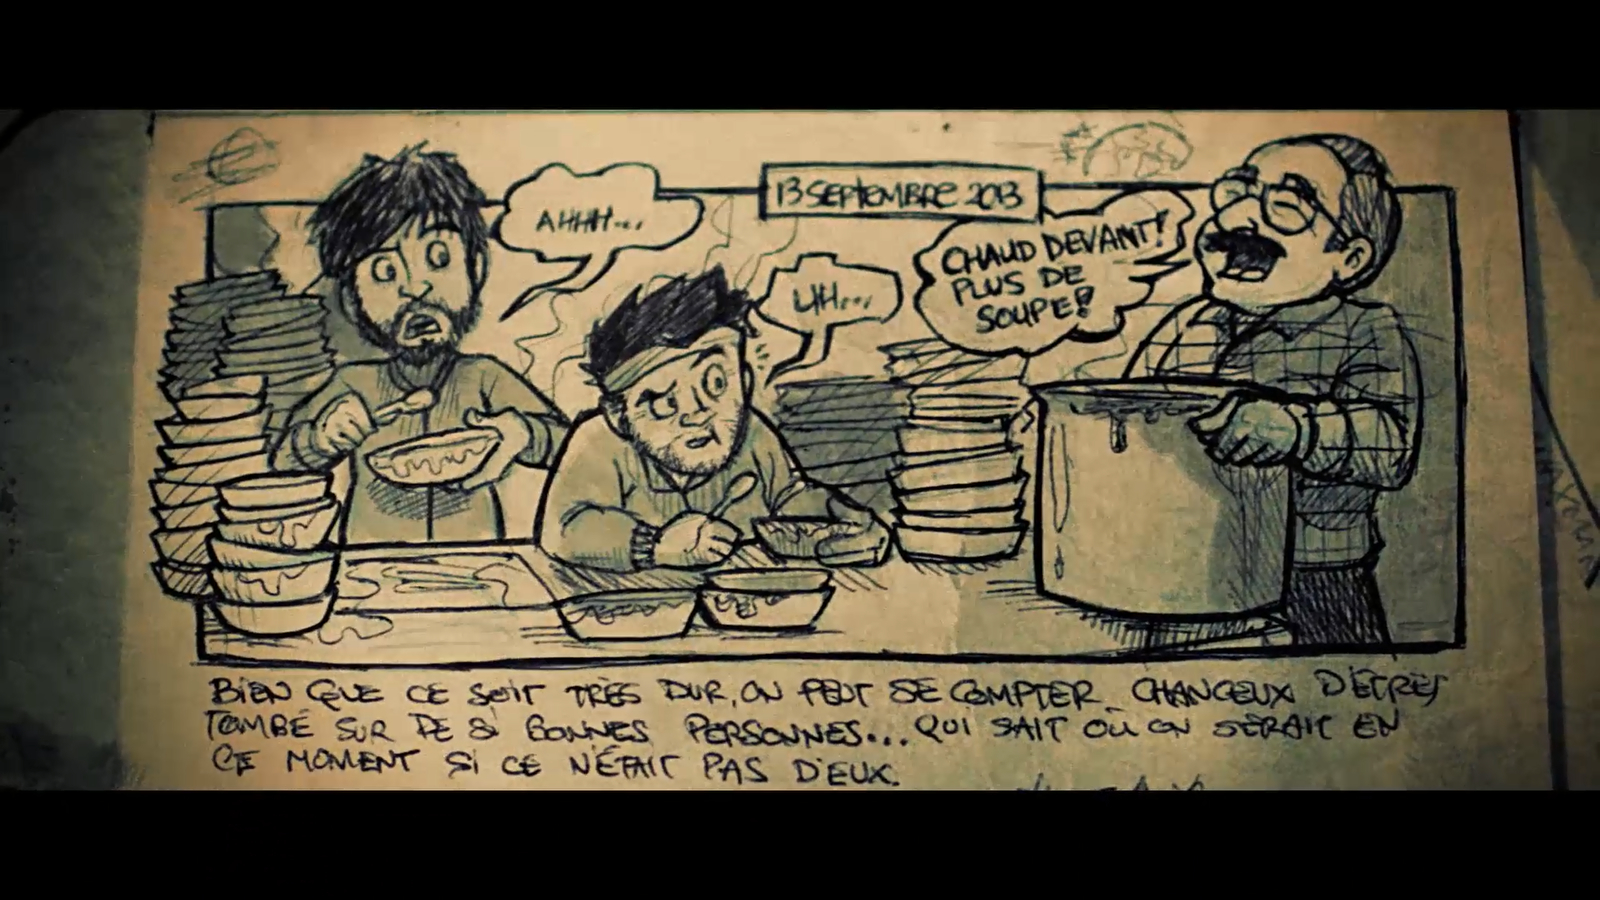 13 SEPTEMBRE 2013
AHHH...
UH...
CHAUD DEVANT!
PLUS DE
SOUPE!
BIEN QUE CE SOIT TRÈS DUR, ON PEUT SE COMPTER CHANCEUX D'ÊTRES
TOMBÉ SUR DE SI BONNES PERSONNES... QUI SAIT OÙ ON SERAIT EN
CE MOMENT SI CE N'ÉTAIT PAS D'EUX.